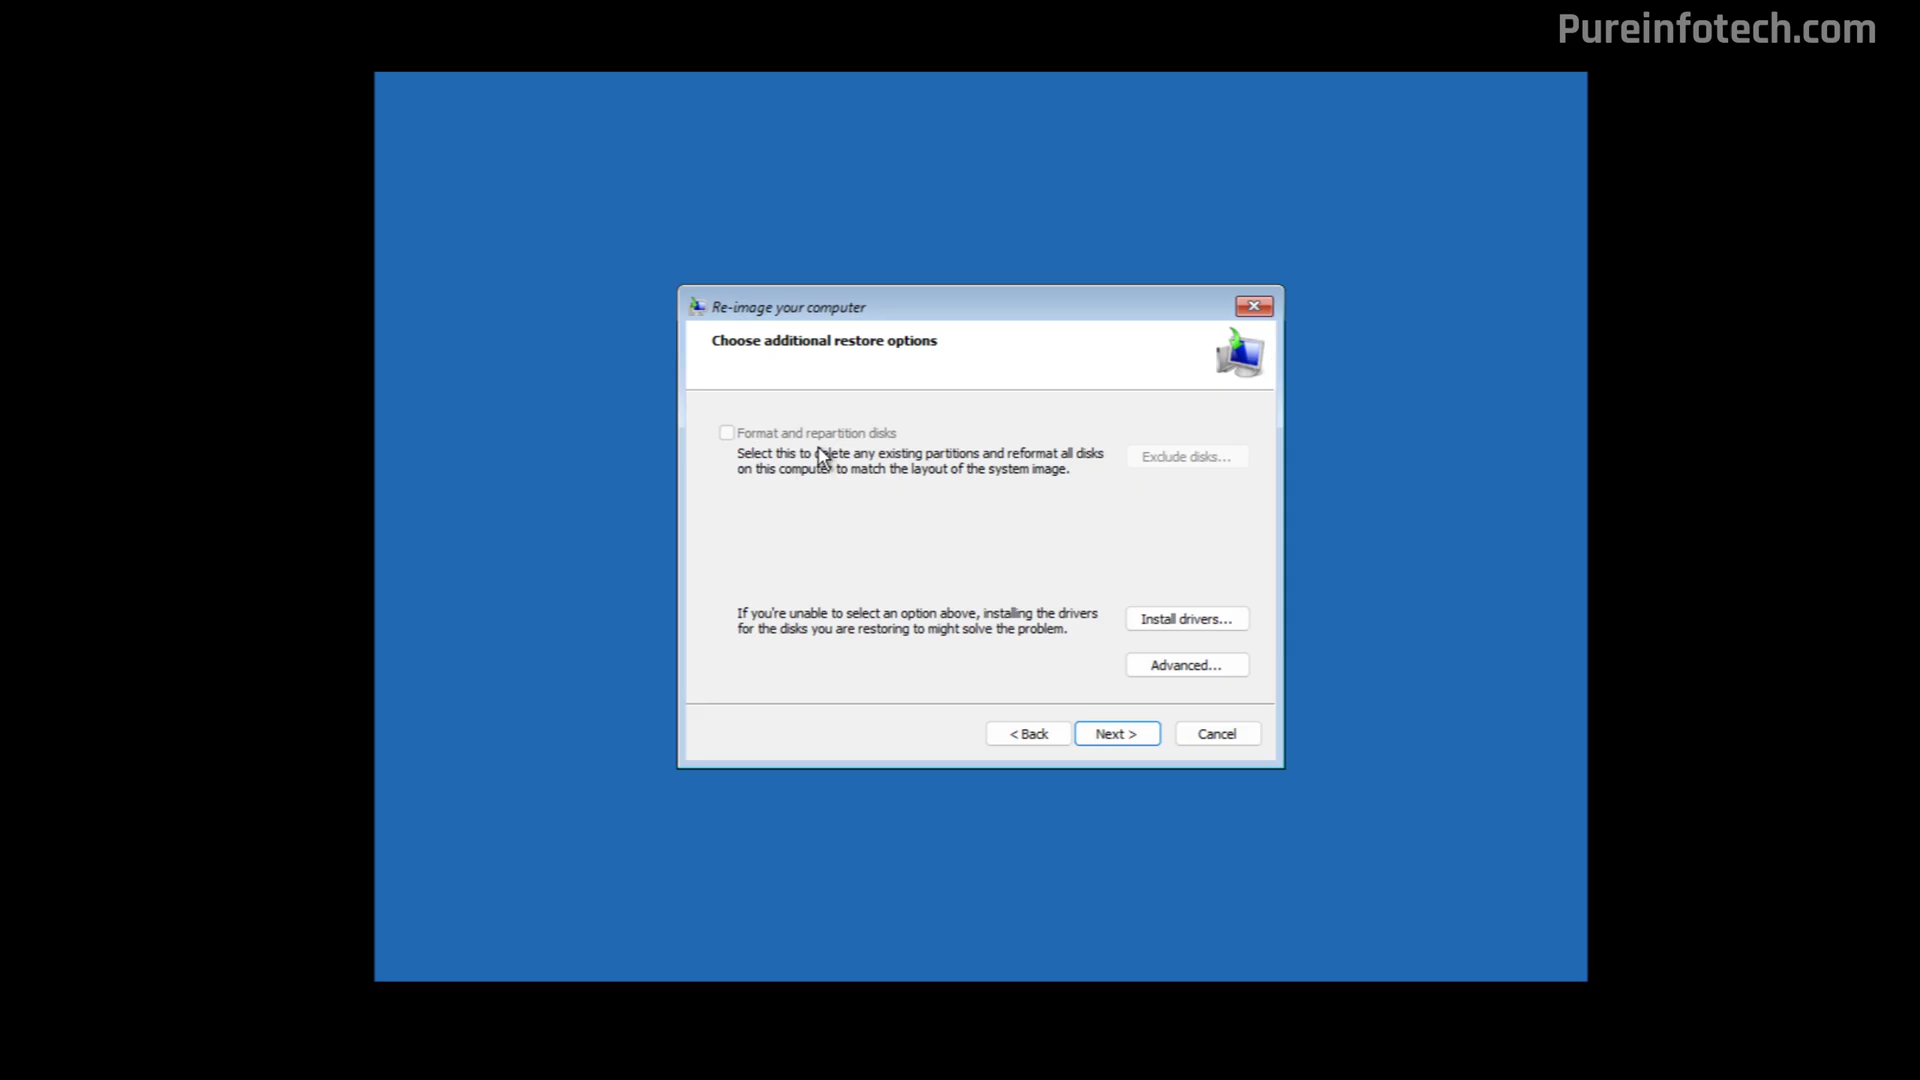 Pureinfotech.com
Re-image your computer
Choose additional restore options
Format and repartition disks
Select this to delete any existing partitions and reformat all disks
on this computer to match the layout of the system image.
Exclude disks...
If you're unable to select an option above, installing the drivers
for the disks you are restoring to might solve the problem.
Install drivers...
Advanced...
< Back
Next >
Cancel